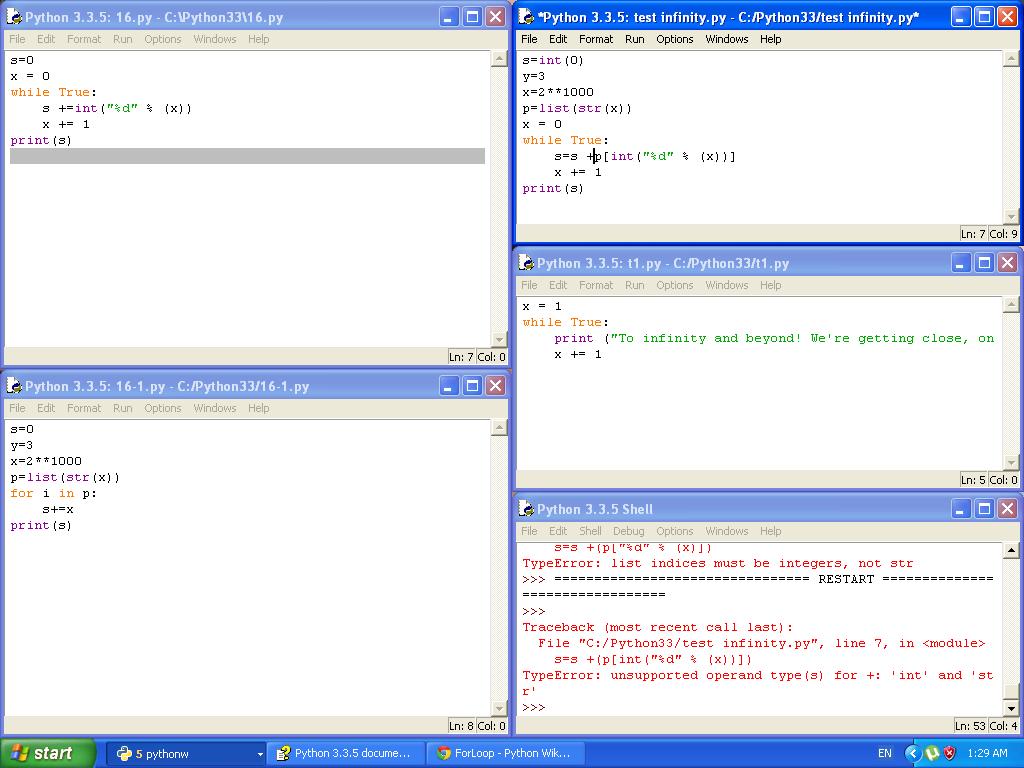 Python 3.3.5: 16.py - C:\Python33\16.py
File Edit Format Run Options Windows Help
s=0
x = 0
while True:
    s +=int("%d" % (x))
    x += 1
print(s)
Ln: 7 Col: 0
Python 3.3.5: 16-1.py - C:/Python33/16-1.py
File Edit Format Run Options Windows Help
s=0
y=3
x=2**1000
p=list(str(x))
for i in p:
    s+=x
print(s)
Ln: 8 Col: 0
*Python 3.3.5: test infinity.py - C:/Python33/test infinity.py*
File Edit Format Run Options Windows Help
s=int(0)
y=3
x=2**1000
p=list(str(x))
x = 0
while True:
    s=s +p[int("%d" % (x))]
    x += 1
print(s)
Ln: 7 Col: 9
Python 3.3.5: t1.py - C:/Python33/t1.py
File Edit Format Run Options Windows Help
x = 1
while True:
    print ("To infinity and beyond! We're getting close, on
    x += 1
Ln: 5 Col: 0
Python 3.3.5 Shell
File Edit Shell Debug Options Windows Help
    s=s +(p["%d" % (x)])
TypeError: list indices must be integers, not str
>>> ================================ RESTART ==============
==================
>>>
Traceback (most recent call last):
  File "C:/Python33/test infinity.py", line 7, in <module>
    s=s +(p[int("%d" % (x))])
TypeError: unsupported operand type(s) for +: 'int' and 'st
r'
>>>
Ln: 53 Col: 4
start
5 pythonw
Python 3.3.5 docume...
ForLoop - Python Wik...
EN
1:29 AM